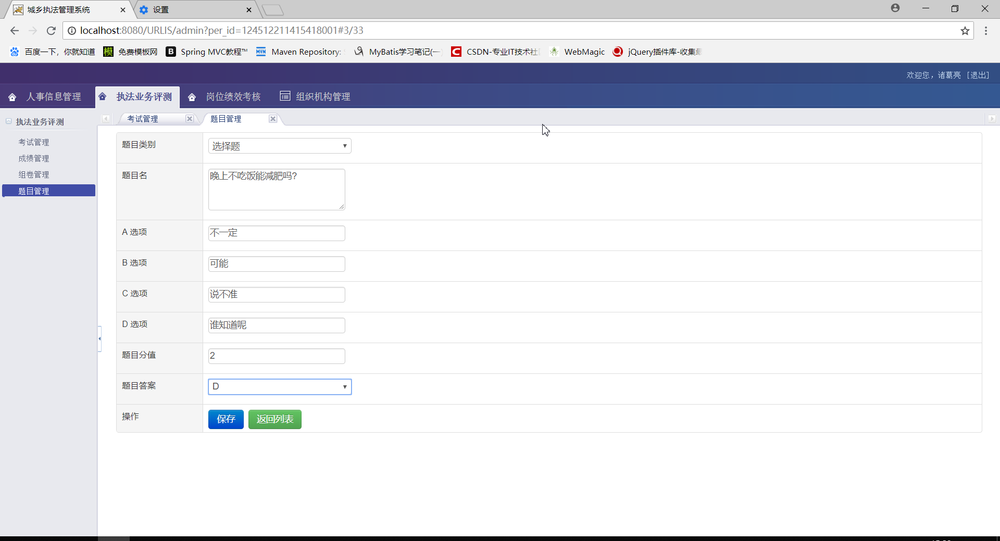 城乡执法管理系统
设置
localhost:8080/URLIS/admin?per_id=124512211415418001#3/33
百度一下，你就知道 免费模板网 Spring MVC教程™ Maven Repository: MyBatis学习笔记(一 CSDN-专业IT技术社 WebMagic jQuery插件库-收集
欢迎您，诸葛亮 [退出]
人事信息管理 执法业务评测 岗位绩效考核 组织机构管理
执法业务评测
考试管理
成绩管理
组卷管理
题目管理
考试管理 题目管理
题目类别 选择题
题目名 晚上不吃饭能减肥吗?
A 选项 不一定
B 选项 可能
C 选项 说不准
D 选项 谁知道呢
题目分值 2
题目答案 D
操作 保存 返回列表